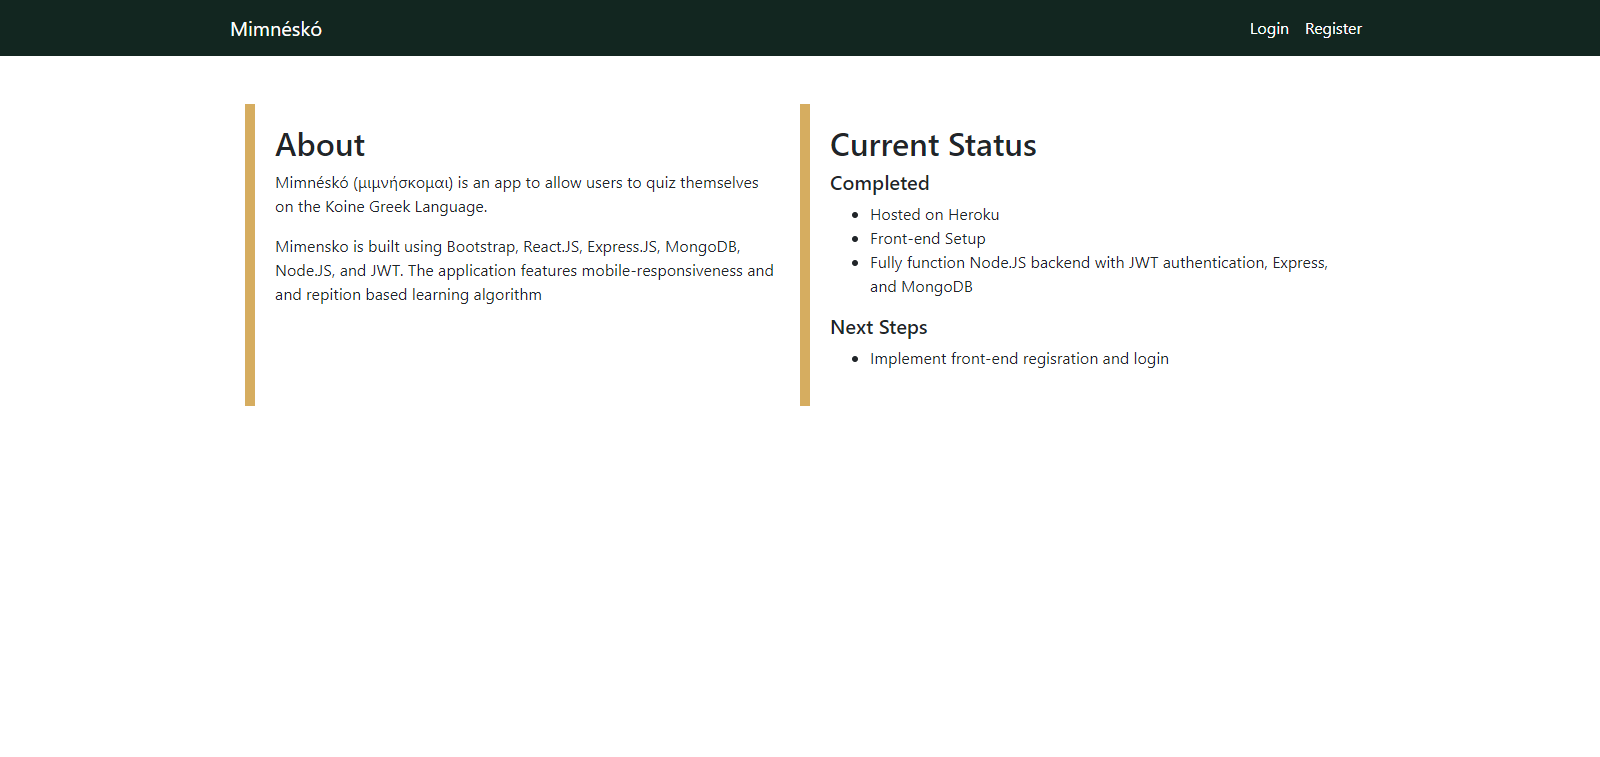 Mimnéskó
Login Register
About
Mimnéskó (μιμνήσκομαι) is an app to allow users to quiz themselves
on the Koine Greek Language.
Mimensko is built using Bootstrap, React.JS, Express.JS, MongoDB,
Node.JS, and JWT. The application features mobile-responsiveness and
and repition based learning algorithm
Current Status
Completed
• Hosted on Heroku
• Front-end Setup
• Fully function Node.JS backend with JWT authentication, Express,
and MongoDB
Next Steps
• Implement front-end regisration and login